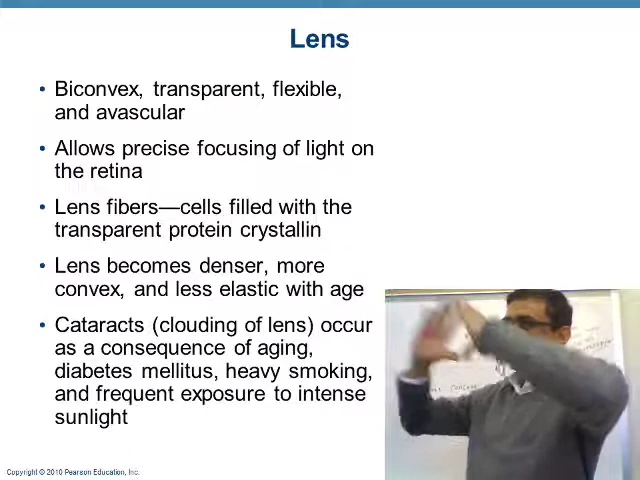 Lens
• Biconvex, transparent, flexible,
and avascular
• Allows precise focusing of light on
the retina
• Lens fibers—cells filled with the
transparent protein crystallin
• Lens becomes denser, more
convex, and less elastic with age
• Cataracts (clouding of lens) occur
as a consequence of aging,
diabetes mellitus, heavy smoking,
and frequent exposure to intense
sunlight
Copyright © 2010 Pearson Education, Inc.